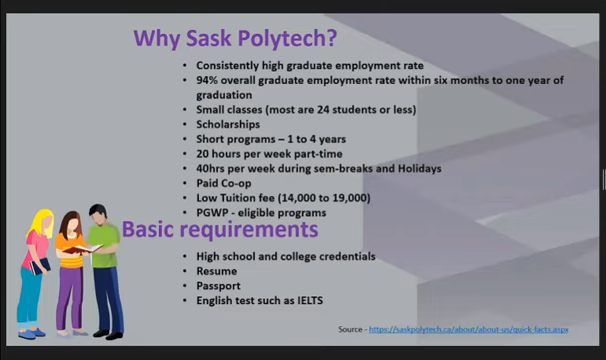 Why Sask Polytech?
• Consistently high graduate employment rate
• 94% overall graduate employment rate within six months to one year of
graduation
• Small classes (most are 24 students or less)
• Scholarships
• Short programs – 1 to 4 years
• 20 hours per week part-time
• 40hrs per week during sem-breaks and Holidays
• Paid Co-op
• Low Tuition fee (14,000 to 19,000)
• PGWP - eligible programs
Basic requirements
• High school and college credentials
• Resume
• Passport
• English test such as IELTS
Source - https://saskpolytech.ca/about/about-us/quick-facts.aspx